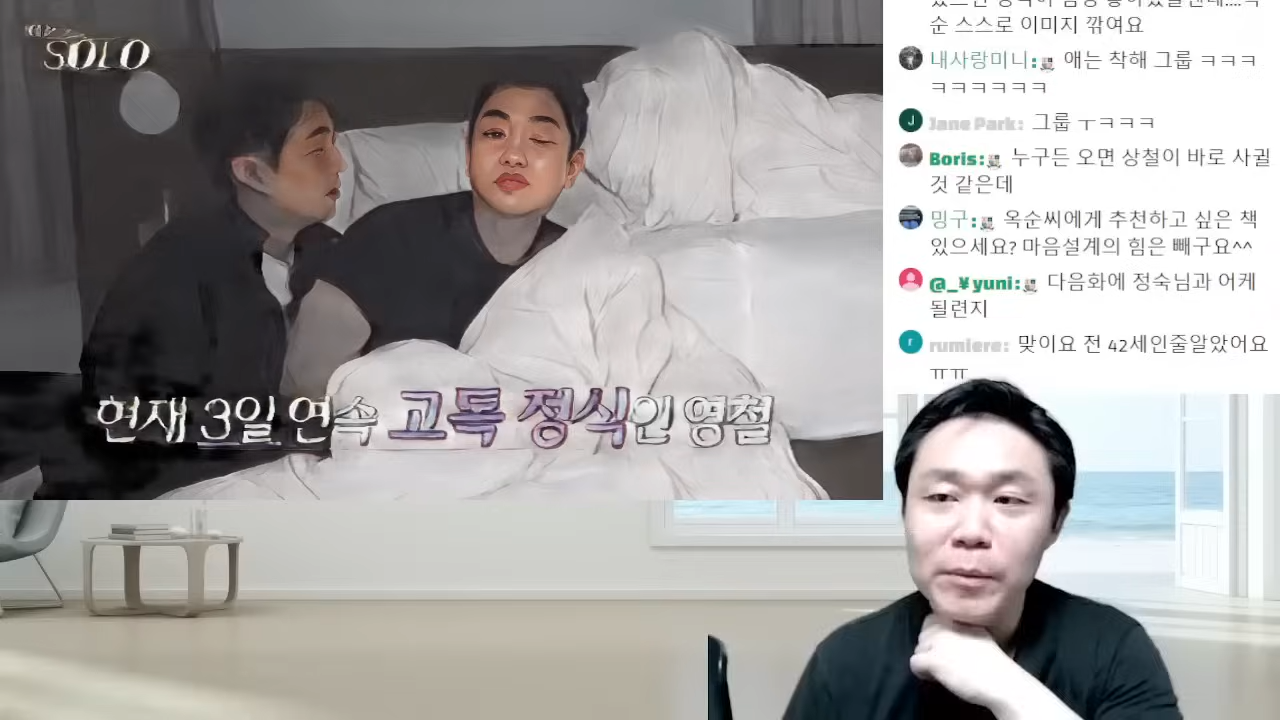 SOLO
현재 3일 연속 고독 정식인 영철
순 스스로 이미지 깎여요
내사랑미니: 애는 착해 그룹 ㅋㅋㅋ
ㅋㅋㅋㅋㅋㅋ
J Jane Park: 그룹 ㅜㅋㅋㅋ
Boris: 누구든 오면 상철이 바로 사귈
것 같은데
밍구: 옥순씨에게 추천하고 싶은 책
있으세요? 마음설계의 힘은 빼구요^^
@_¥yuni: 다음화에 정숙님과 어케
될련지
r rumiere: 맞이요 전 42세인줄알았어요
ㅠㅠ